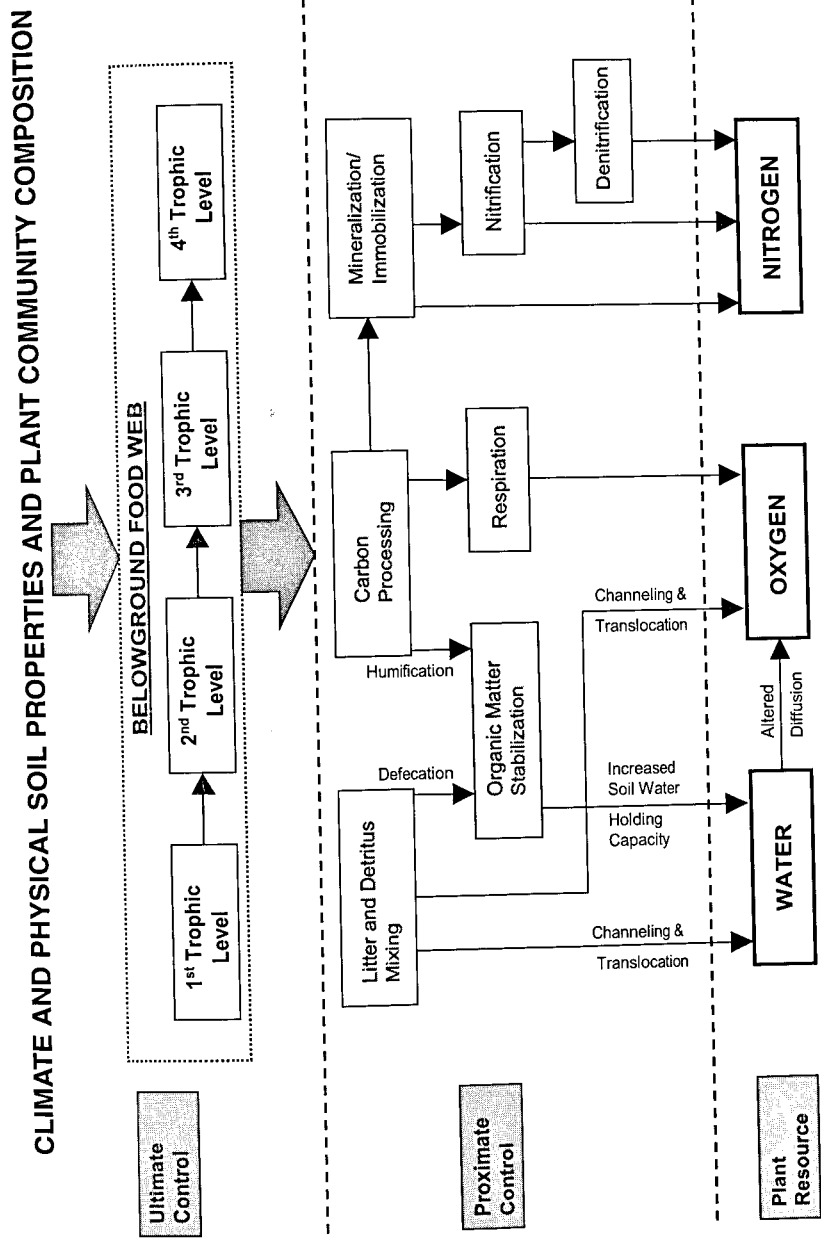 CLIMATE AND PHYSICAL SOIL PROPERTIES AND PLANT COMMUNITY COMPOSITION
Ultimate
Control
BELOWGROUND FOOD WEB
1st Trophic
Level
2nd Trophic
Level
3rd Trophic
Level
4th Trophic
Level
Proximate
Control
Litter and Detritus
Mixing
Carbon
Processing
Mineralization/
Immobilization
Defecation
Humification
Organic Matter
Stabilization
Respiration
Nitrification
Denitrification
Channeling &
Translocation
Increased
Soil Water
Holding
Capacity
Channeling &
Translocation
Plant
Resource
WATER
Altered
Diffusion
OXYGEN
NITROGEN